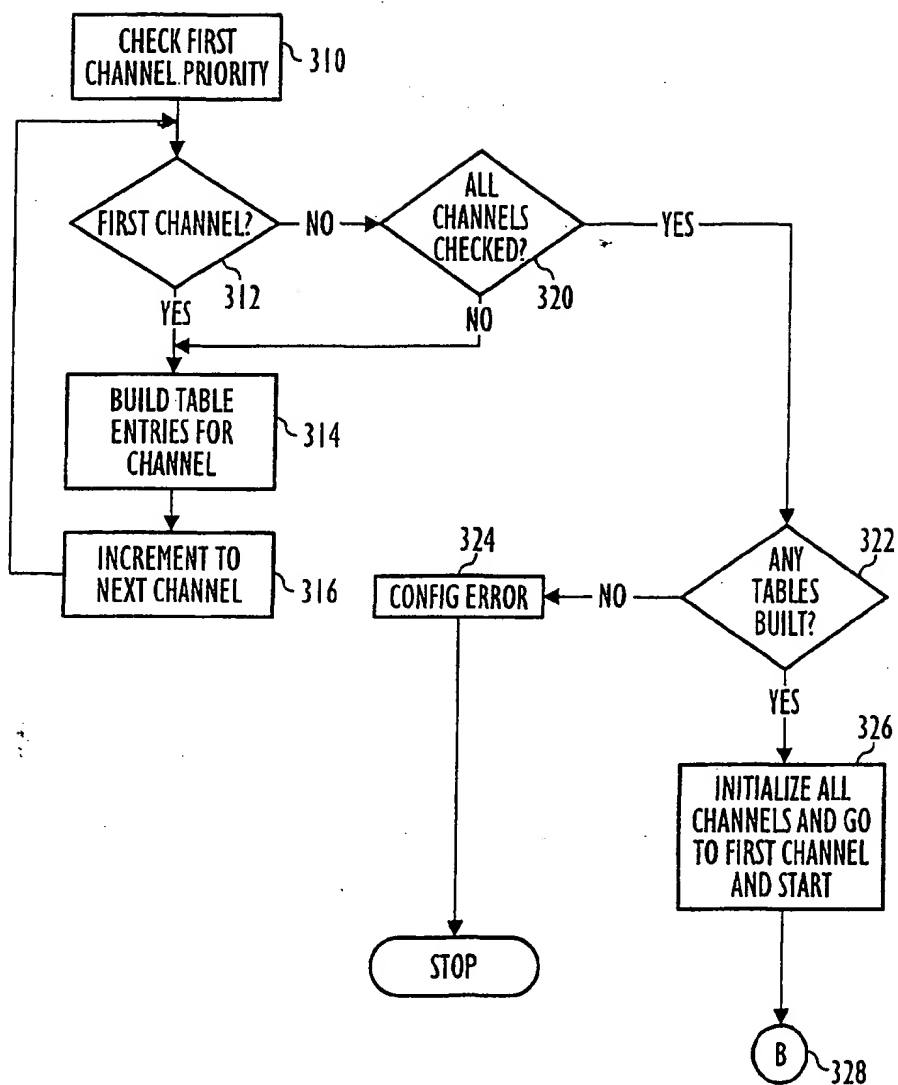 CHECK FIRST
CHANNEL PRIORITY
310
FIRST CHANNEL?
NO
ALL
CHANNELS
CHECKED?
YES
312
320
YES
NO
BUILD TABLE
ENTRIES FOR
CHANNEL
314
INCREMENT TO
NEXT CHANNEL
316
324
CONFIG ERROR
NO
ANY
TABLES
BUILT?
322
YES
326
INITIALIZE ALL
CHANNELS AND GO
TO FIRST CHANNEL
AND START
STOP
B
328